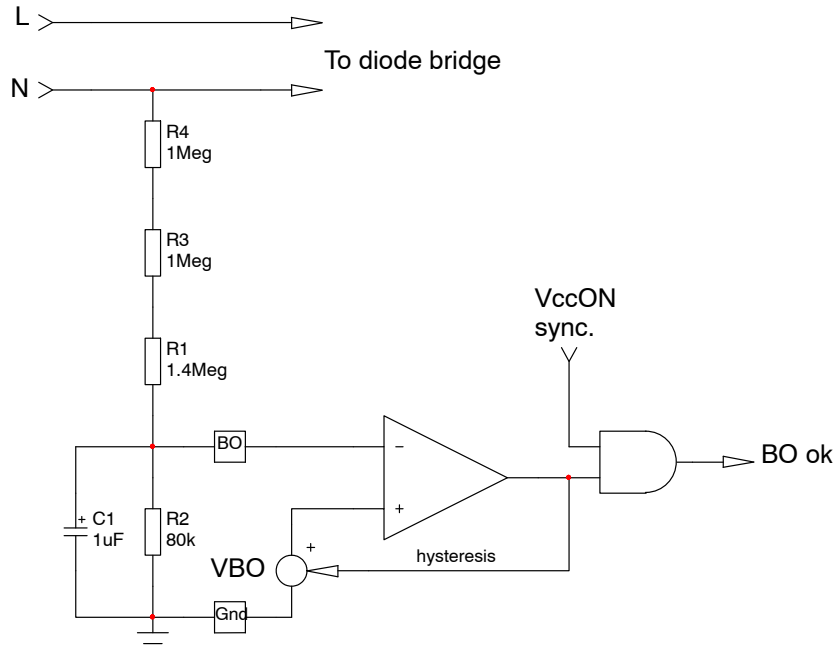 L
To diode bridge
N
R4
1Meg
R3
1Meg
VccON
sync.
R1
1.4Meg
BO
−
BO ok
+
+ C1
1uF
R2
80k
+
VBO
hysteresis
Gnd